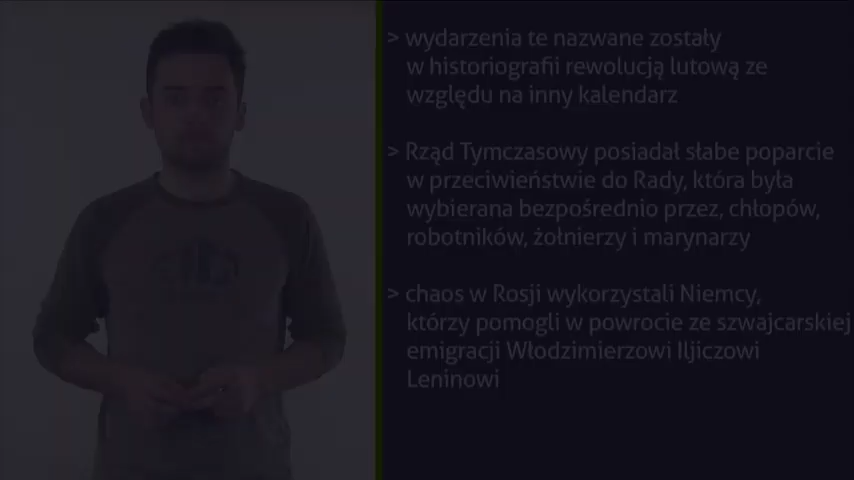 > wydarzenia te nazwane zostały
w historiografii rewolucją lutową ze
względu na inny kalendarz
> Rząd Tymczasowy posiadał słabe poparcie
w przeciwieństwie do Rady, która była
wybierana bezpośrednio przez, chłopów,
robotników, żołnierzy i marynarzy
> chaos w Rosji wykorzystali Niemcy,
którzy pomogli w powrocie ze szwajcarskiej
emigracji Włodzimierzowi Iljiczowi
Leninowi